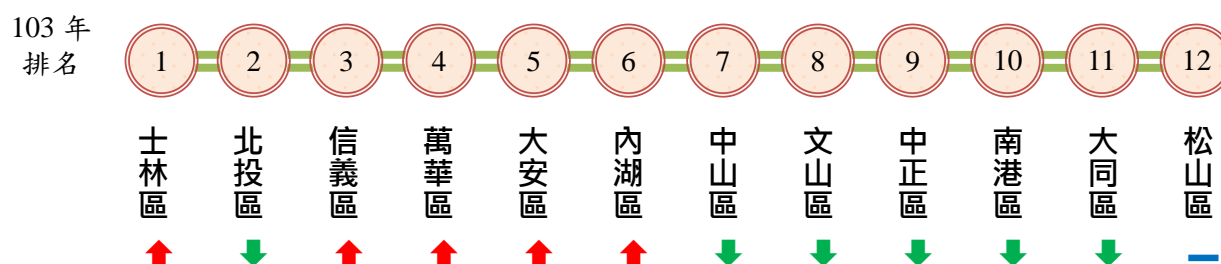 103 年
排名
1 2 3 4 5 6 7 8 9 10 11 12
士林區
北投區
信義區
萬華區
大安區
內湖區
中山區
文山區
中正區
南港區
大同區
松山區